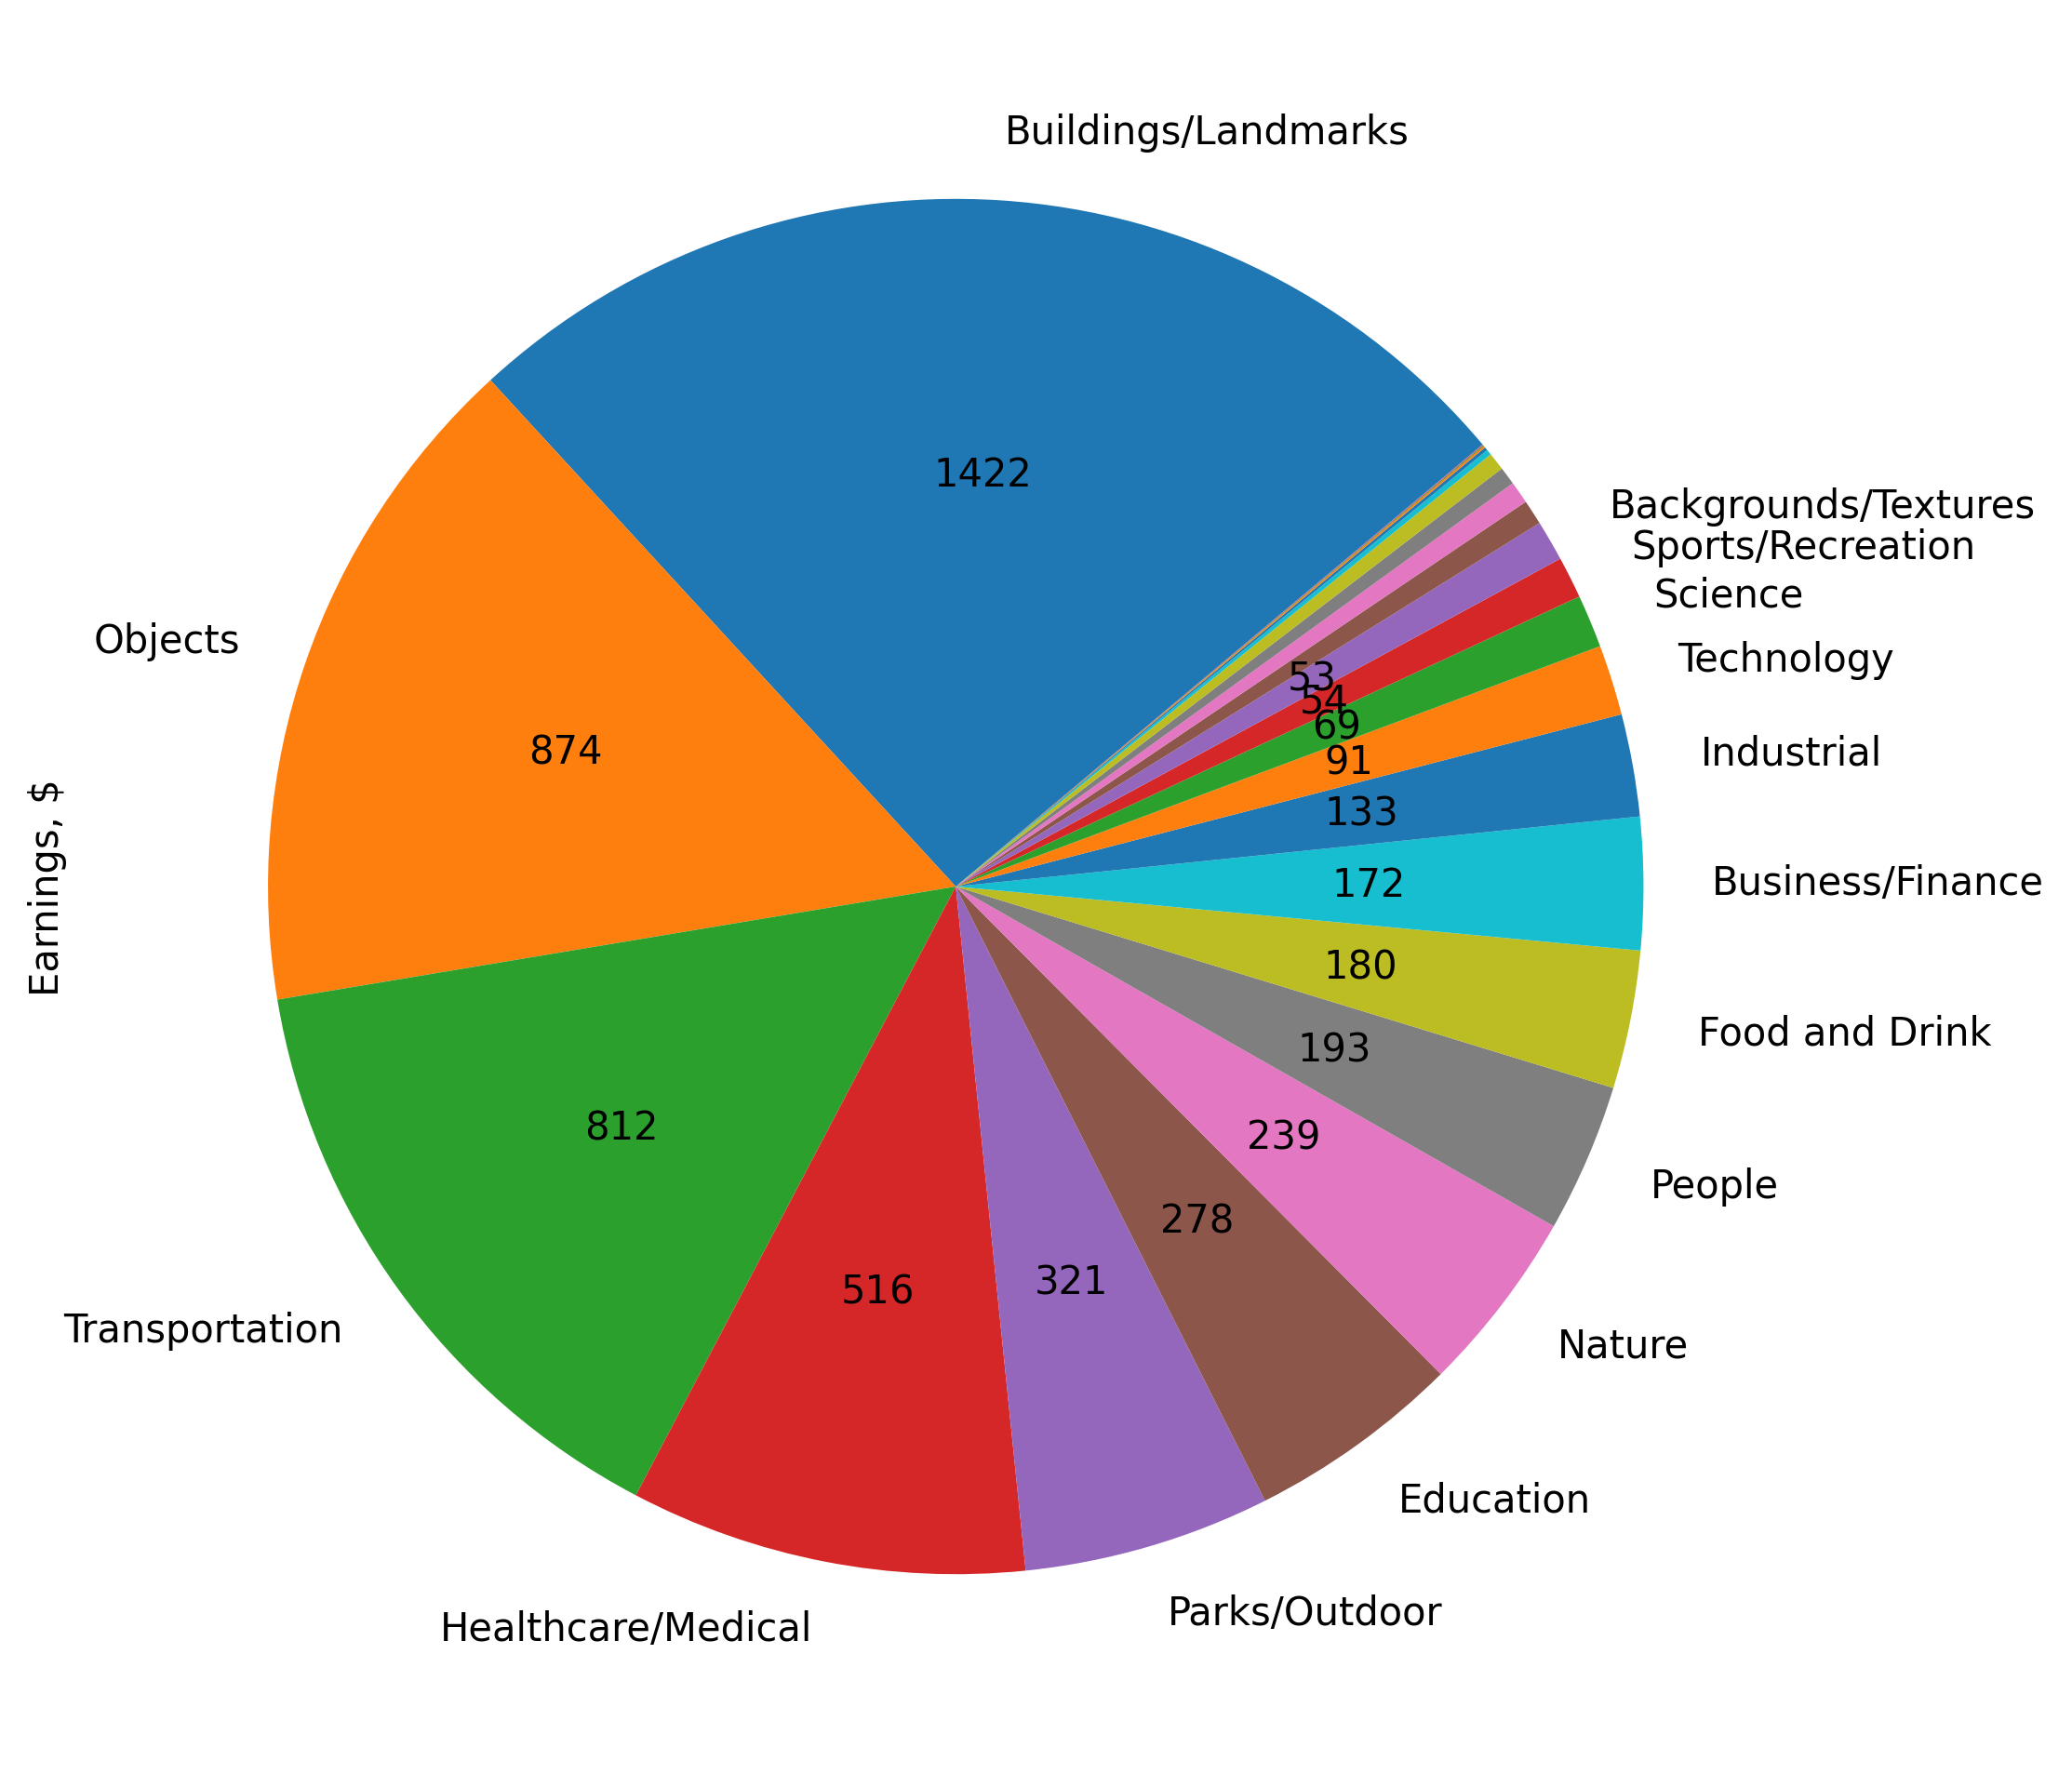 Buildings/Landmarks
1422
Objects
874
Transportation
812
Healthcare/Medical
516
Parks/Outdoor
321
Education
278
Nature
239
People
193
Food and Drink
180
Business/Finance
172
Industrial
133
Technology
91
Science
69
Sports/Recreation
54
Backgrounds/Textures
53
Earnings, $